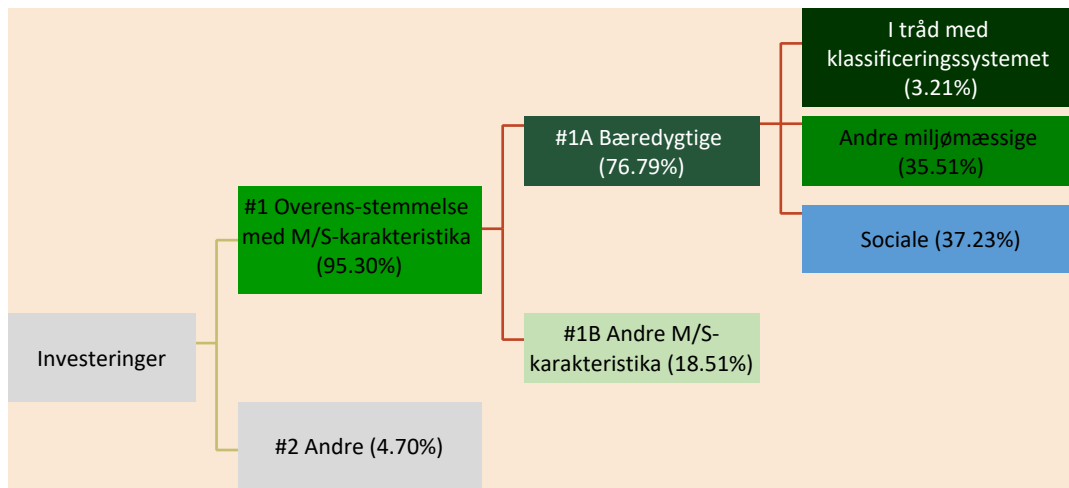 I tråd med
klassificeringssystemet
(3.21%)
#1A Bæredygtige
(76.79%)
Andre miljømæssige
(35.51%)
#1 Overens-stemmelse
med M/S-karakteristika
(95.30%)
Sociale (37.23%)
Investeringer
#1B Andre M/S-
karakteristika (18.51%)
#2 Andre (4.70%)